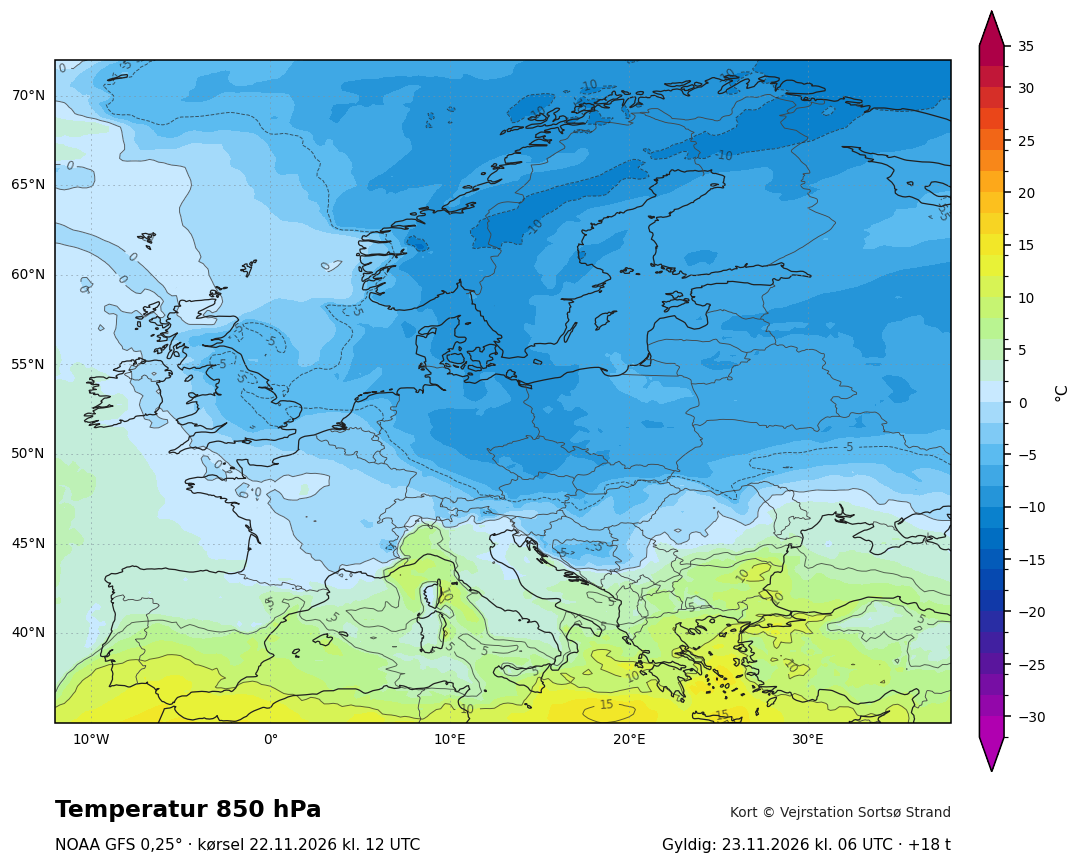 70°N
65°N
60°N
55°N
50°N
45°N
40°N
10°W 0° 10°E 20°E 30°E
35
30
25
20
15
10
5
0
−5
−10
−15
−20
−25
−30
°C
Temperatur 850 hPa
Kort © Vejrstation Sortsø Strand
NOAA GFS 0,25° · kørsel 22.11.2026 kl. 12 UTC
Gyldig: 23.11.2026 kl. 06 UTC · +18 t